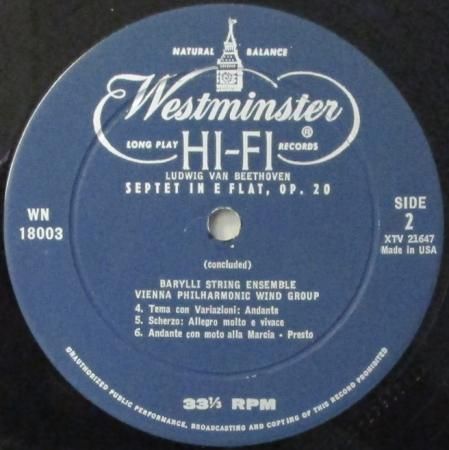 NATURAL BALANCE
Westminster
LONG PLAY HI-FI ® RECORDS
LUDWIG VAN BEETHOVEN
SEPTET IN E FLAT, OP. 20
WN
18003
SIDE
2
XTV 21647
Made in USA
(concluded)
BARYLLI STRING ENSEMBLE
VIENNA PHILHARMONIC WIND GROUP
4. Tema con Variazioni: Andante
5. Scherzo: Allegro molto e vivace
6. Andante con moto alla Marcia - Presto
33⅓ RPM
UNAUTHORIZED PUBLIC PERFORMANCE, BROADCASTING AND COPYING OF THIS RECORD PROHIBITED